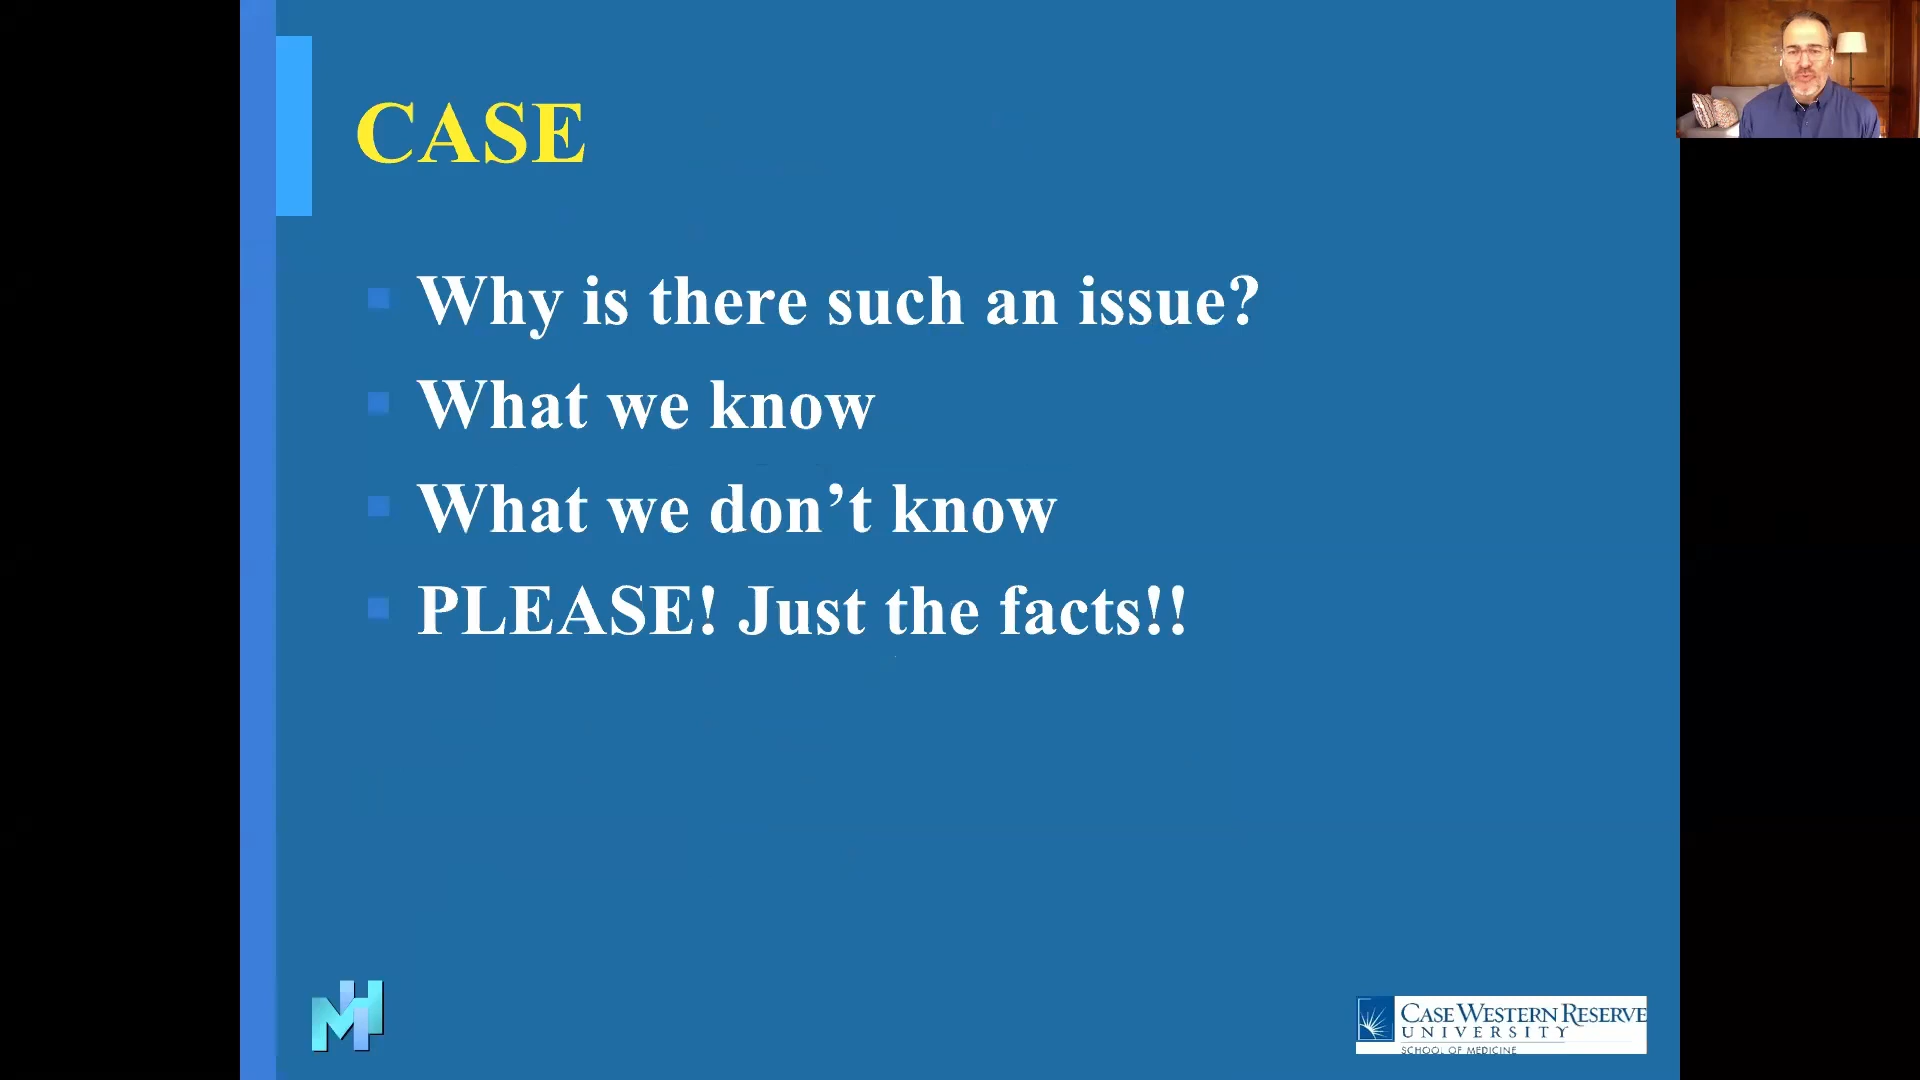 CASE
Why is there such an issue?
What we know
What we don’t know
PLEASE! Just the facts!!
MH
CASE WESTERN RESERVE
UNIVERSITY
SCHOOL OF MEDICINE